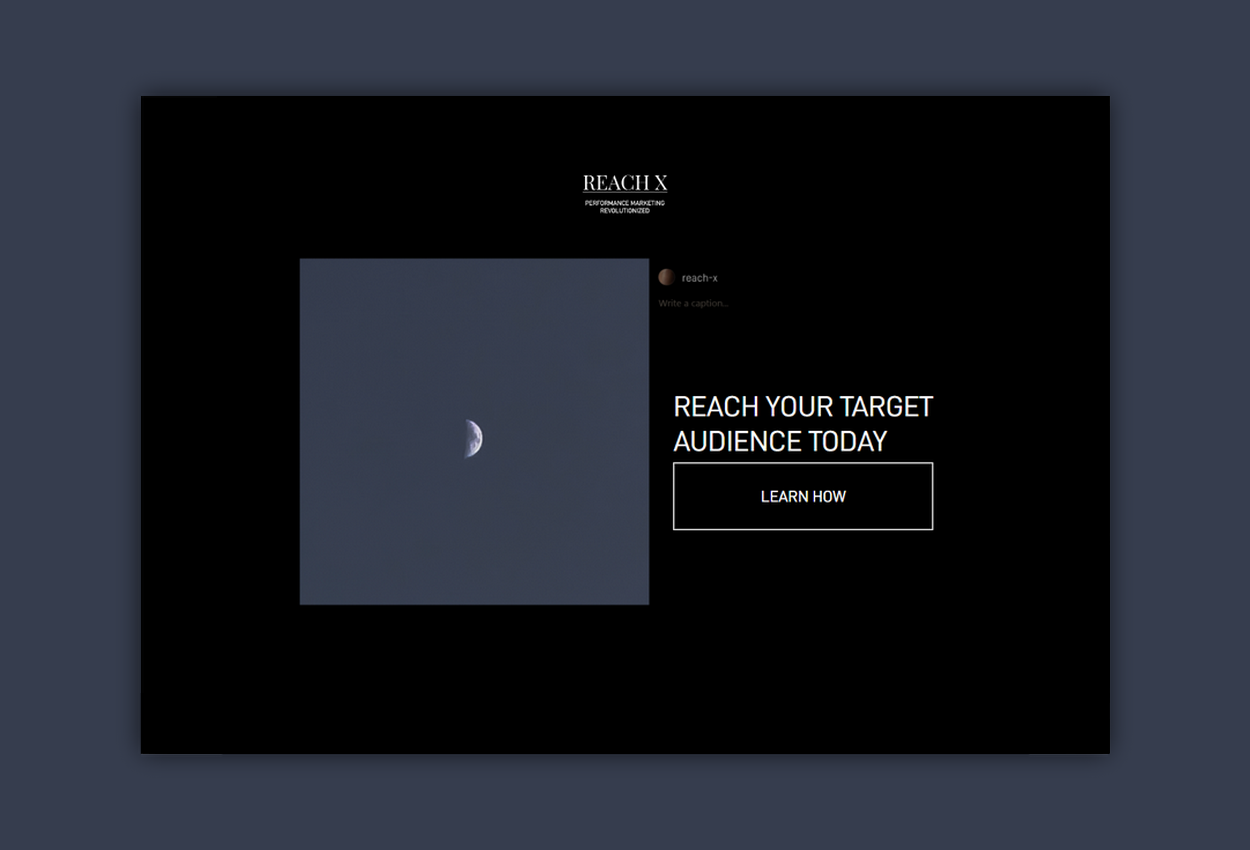 REACH X
PERFORMANCE MARKETING
REVOLUTIONIZED
reach-x
Write a caption...
REACH YOUR TARGET
AUDIENCE TODAY
LEARN HOW